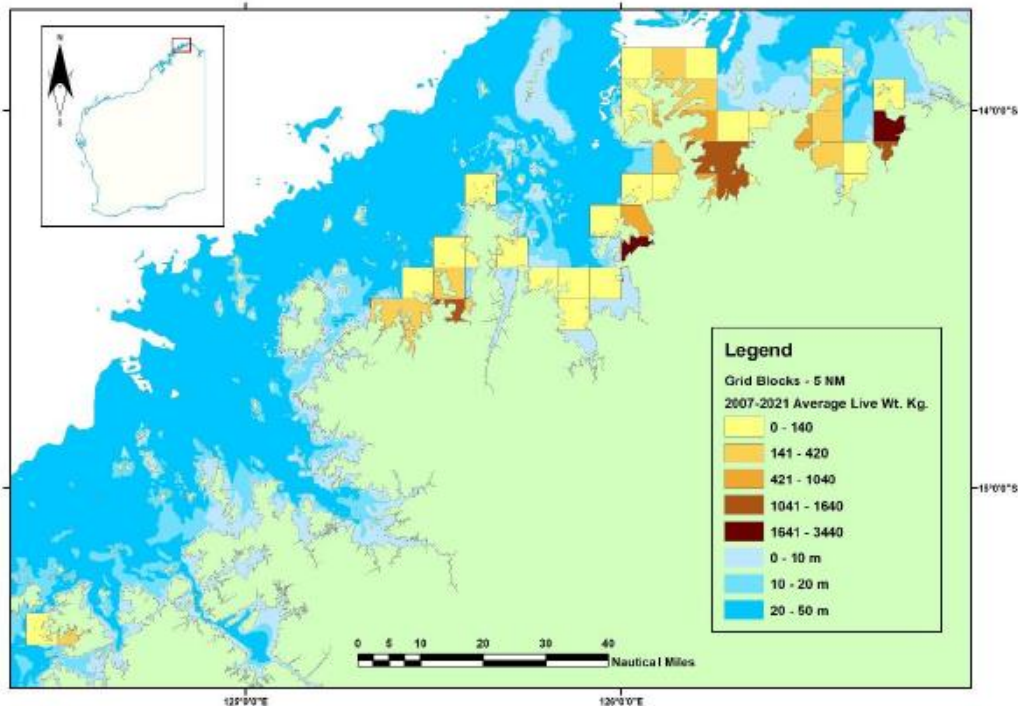 N
14°0'0"S
Legend
Grid Blocks - 5 NM
2007-2021 Average Live Wt. Kg.
0 - 140
141 - 420
421 - 1040
1041 - 1640
1641 - 3440
0 - 10 m
10 - 20 m
20 - 50 m
15°0'0"S
0 5 10 20 30 40
Nautical Miles
125°0'0"E 126°0'0"E